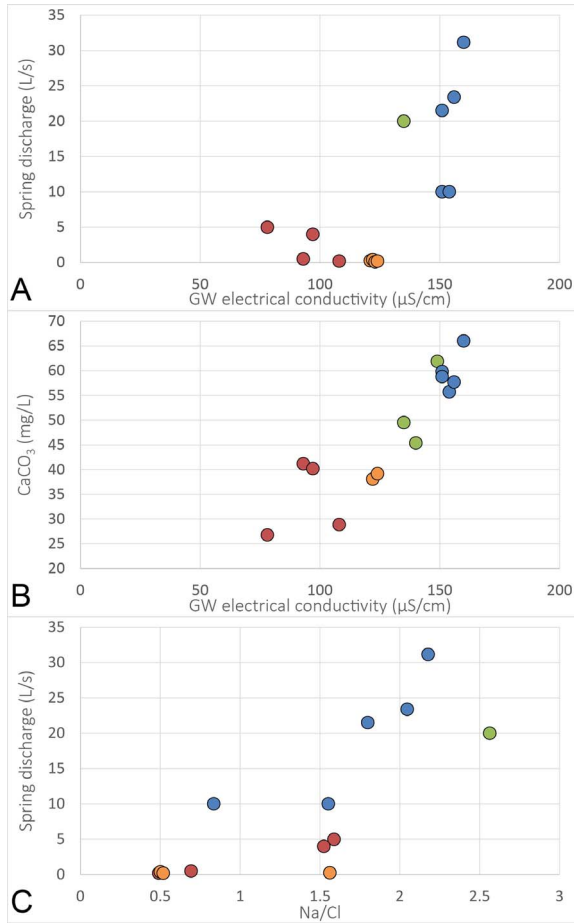 35
30
25
20
15
10
5
0
Spring discharge (L/s)
0 50 100 150 200
GW electrical conductivity (µS/cm)
A
70
65
60
55
50
45
40
35
30
25
20
CaCO3 (mg/L)
0 50 100 150 200
GW electrical conductivity (µS/cm)
B
35
30
25
20
15
10
5
0
Spring discharge (L/s)
0 0.5 1 1.5 2 2.5 3
Na/Cl
C